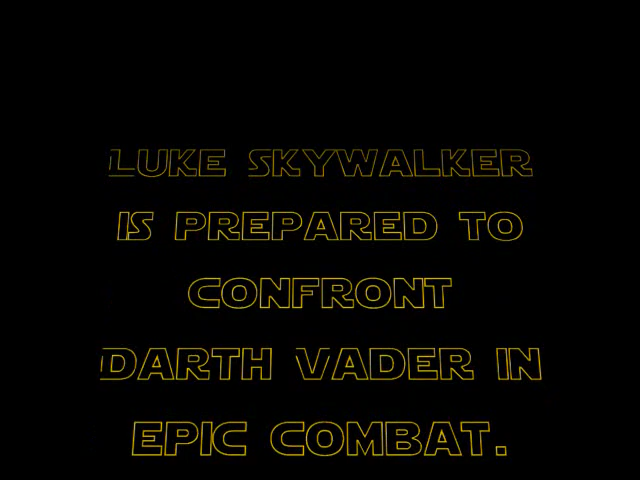 LUKE SKYWALKER
IS PREPARED TO
CONFRONT
DARTH VADER IN
EPIC COMBAT.